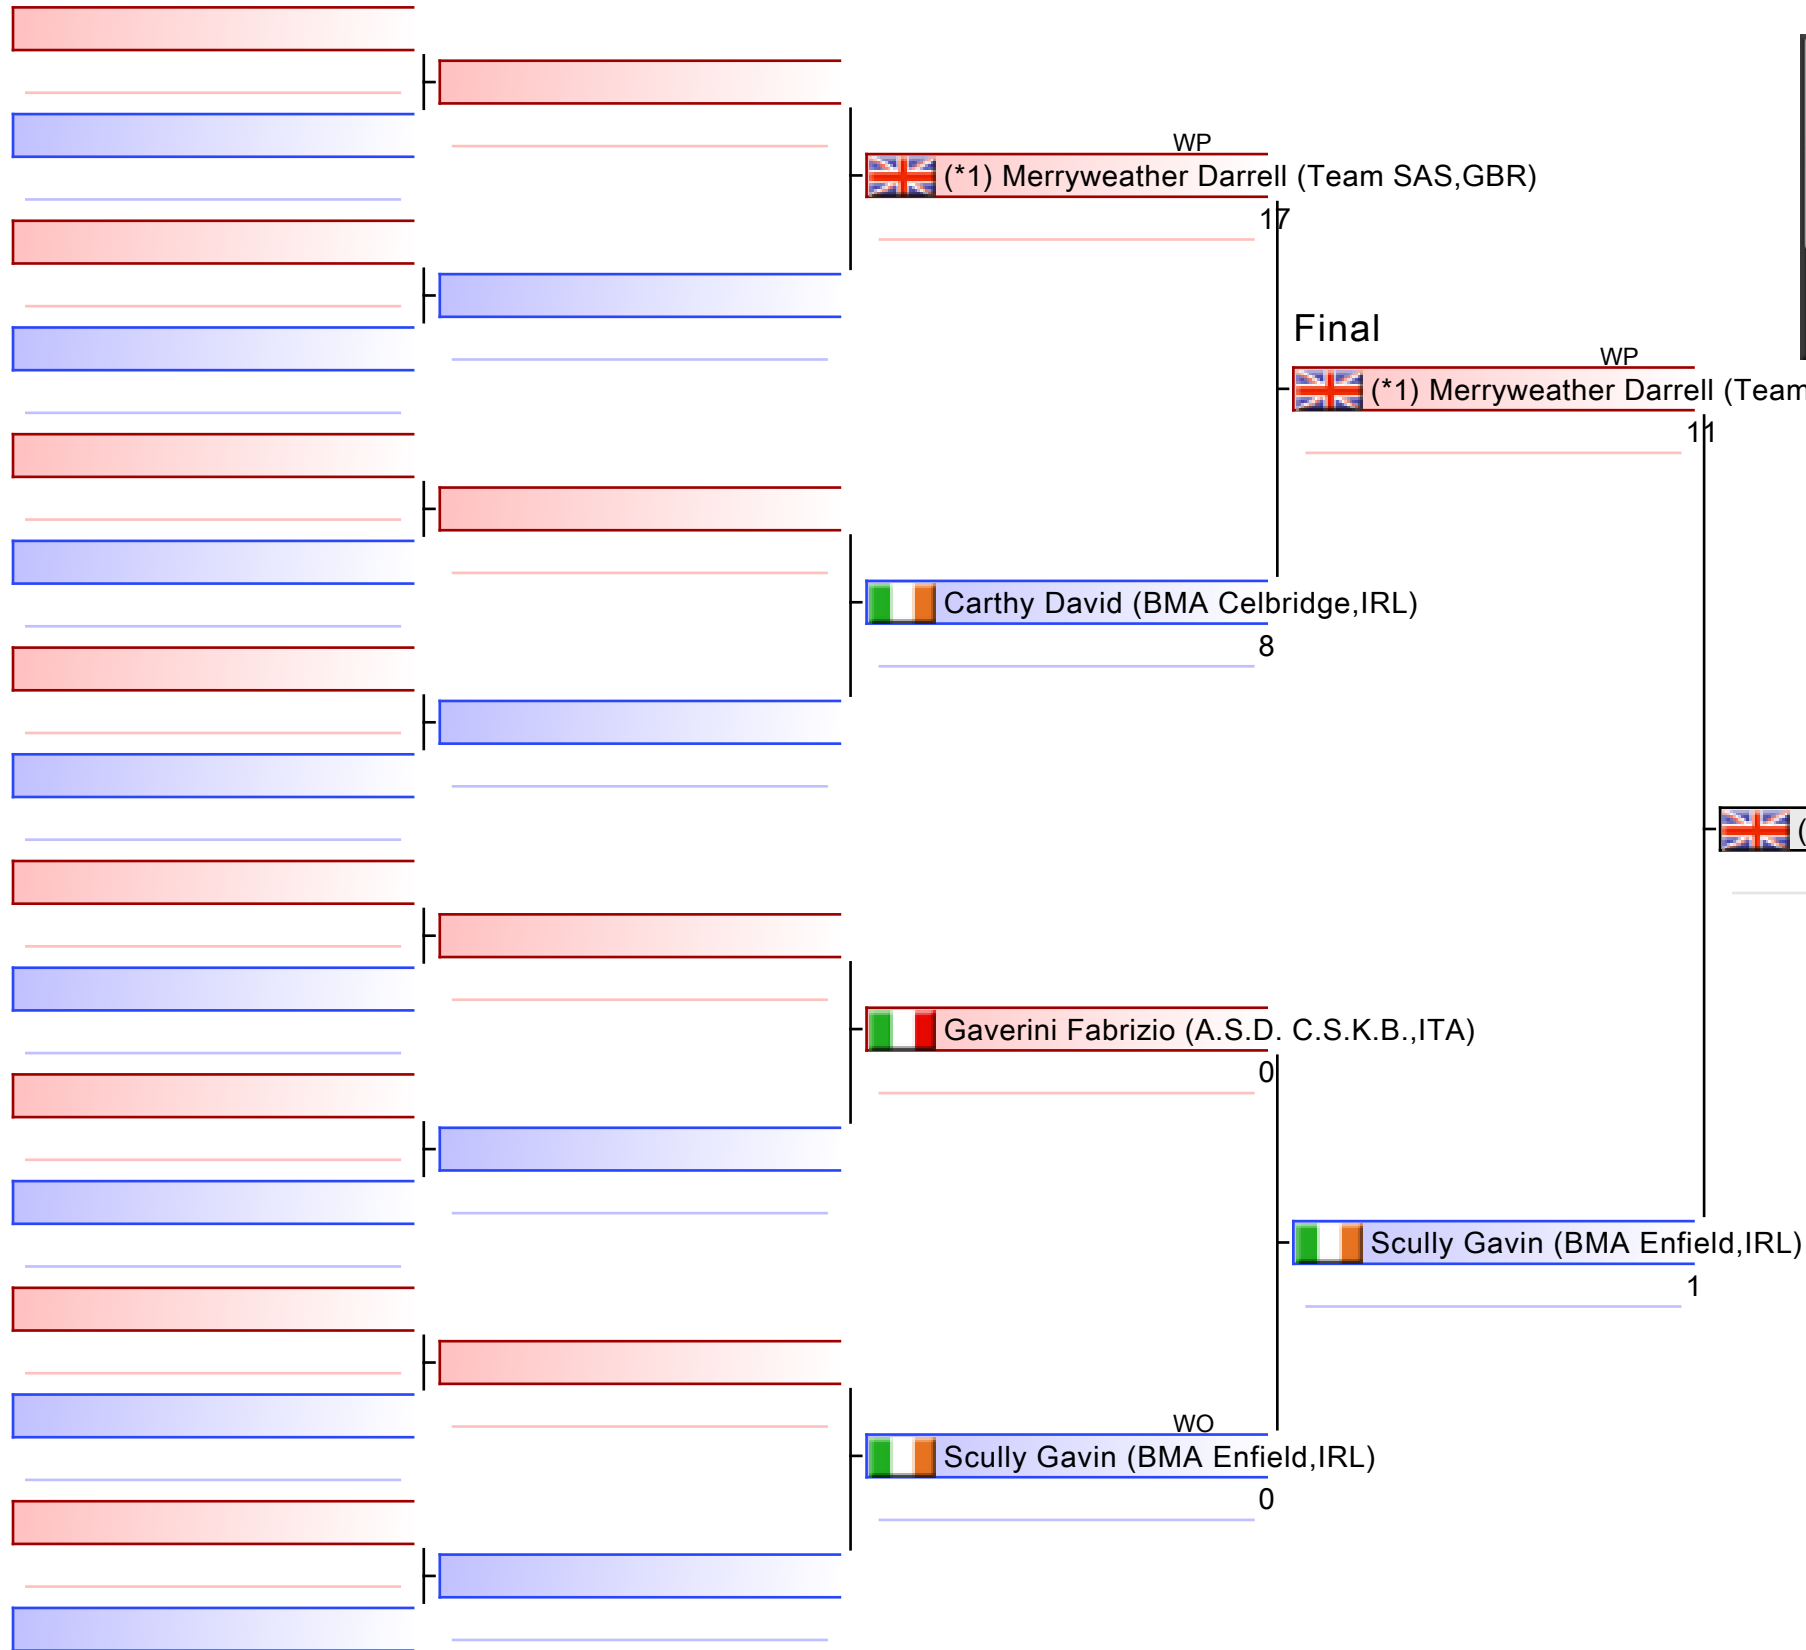 WP
(*1) Merryweather Darrell (Team SAS,GBR)
17
Final
WP
(*1) Merryweather Darrell (Team
11
Carthy David (BMA Celbridge,IRL)
8
(
Gaverini Fabrizio (A.S.D. C.S.K.B.,ITA)
0
Scully Gavin (BMA Enfield,IRL)
1
WO
Scully Gavin (BMA Enfield,IRL)
0